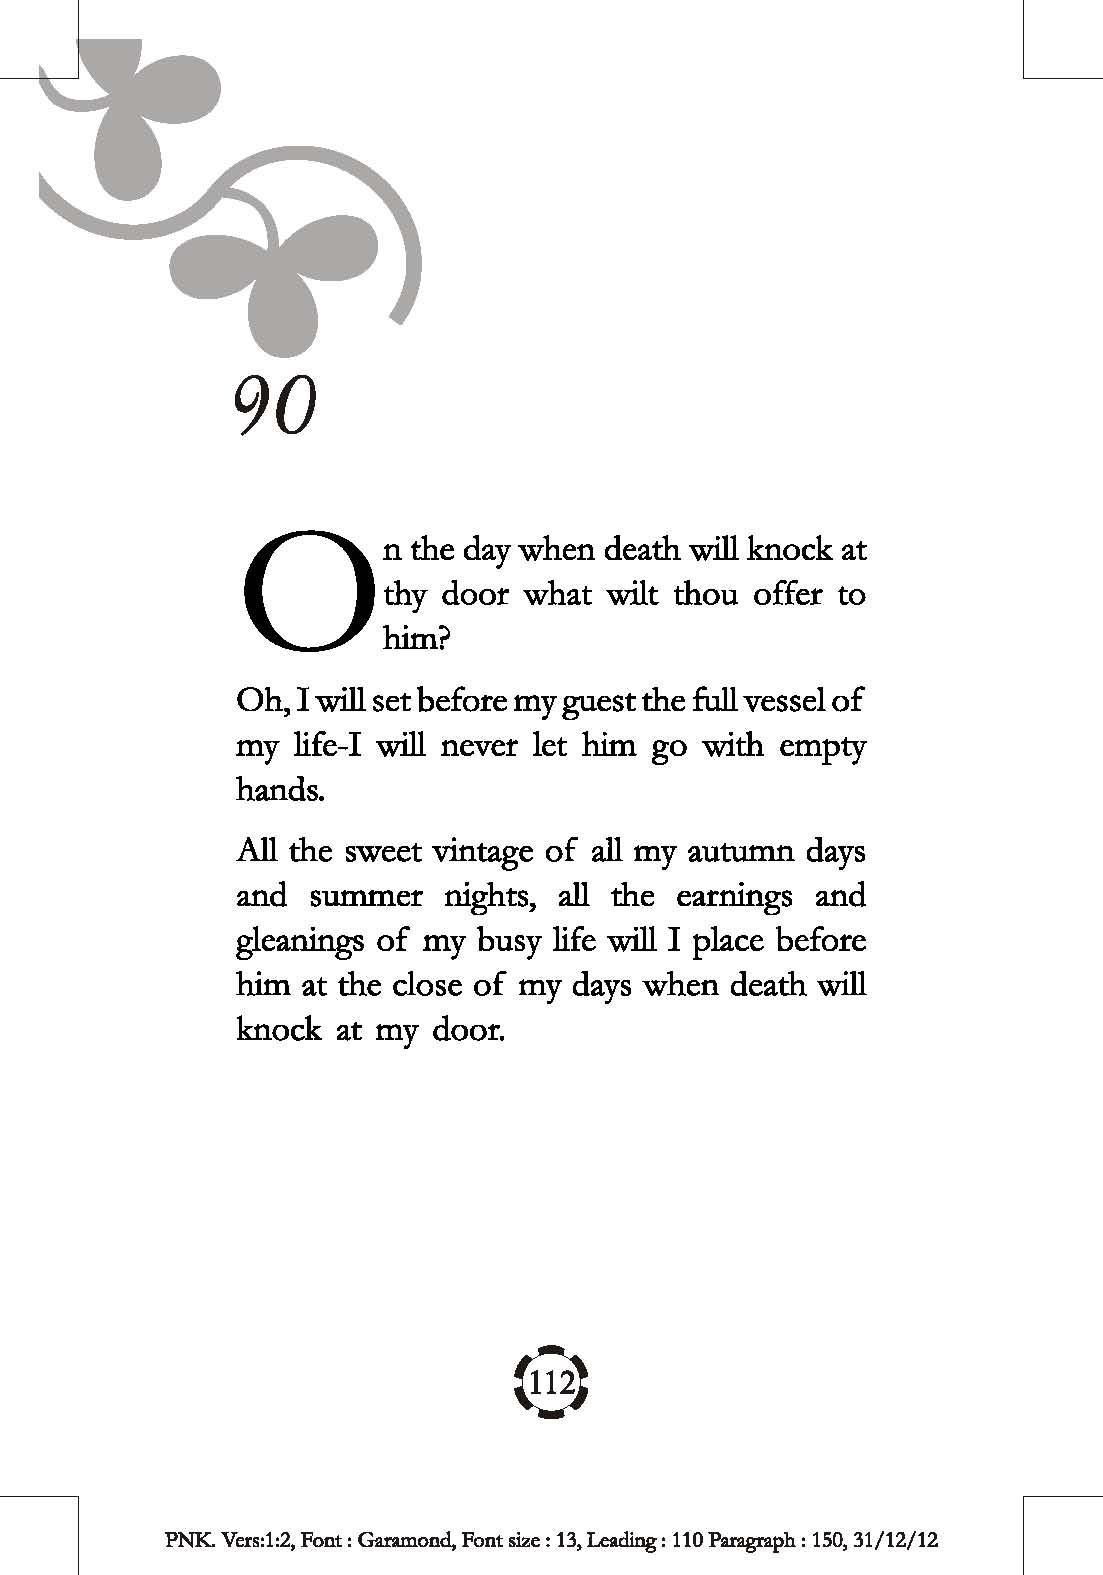 90
On the day when death will knock at
thy door what wilt thou offer to
him?
Oh, I will set before my guest the full vessel of
my life-I will never let him go with empty
hands.
All the sweet vintage of all my autumn days
and summer nights, all the earnings and
gleanings of my busy life will I place before
him at the close of my days when death will
knock at my door.
112
PNK. Vers:1:2, Font : Garamond, Font size : 13, Leading : 110 Paragraph : 150, 31/12/12